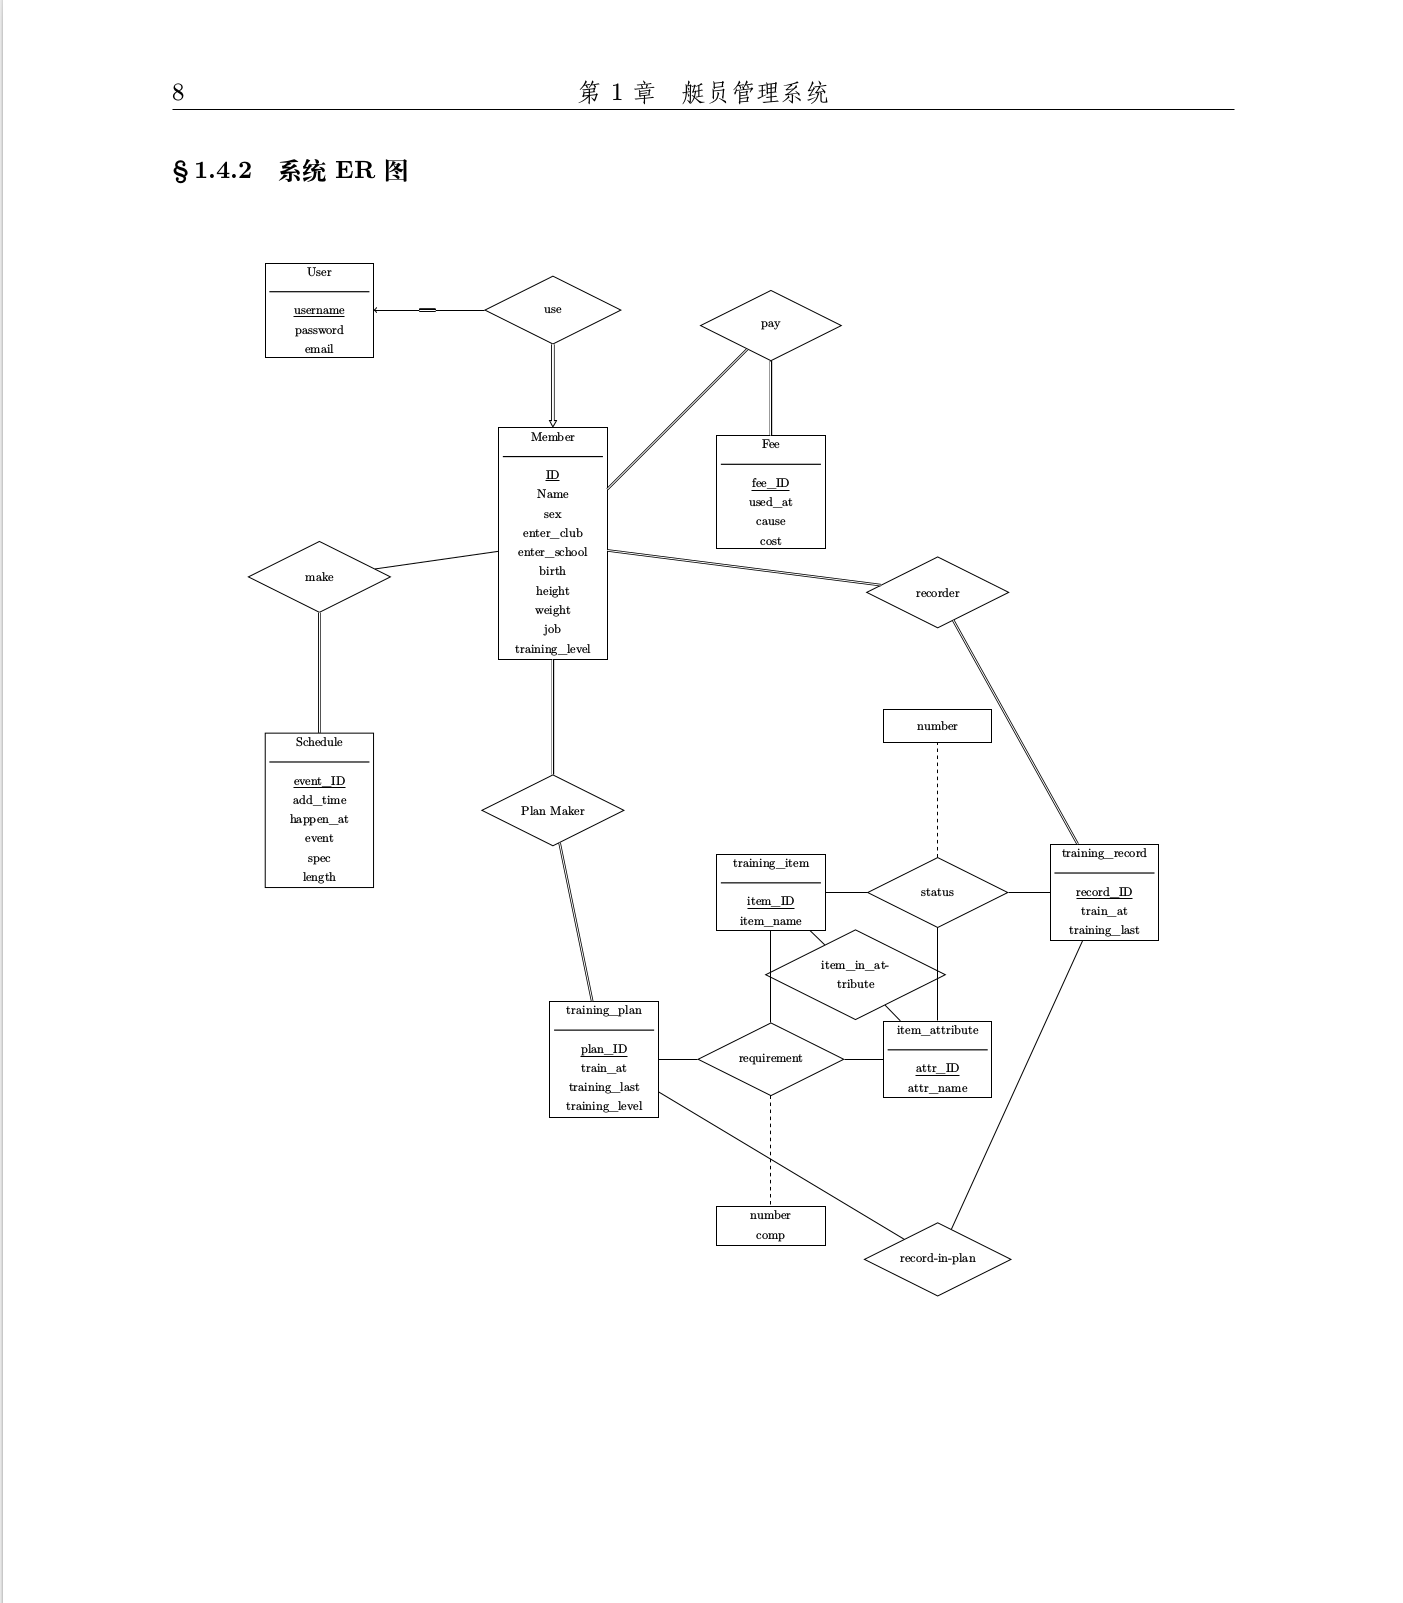 8
第 1 章 艇员管理系统
§1.4.2 系统 ER 图
User
username
password
email
use
pay
Member
ID
Name
sex
enter_club
enter_school
birth
height
weight
job
training_level
Fee
fee_ID
used_at
cause
cost
make
recorder
Schedule
event_ID
add_time
happen_at
event
spec
length
Plan Maker
number
training_item
item_ID
item_name
status
training_record
record_ID
train_at
training_last
item_in_at-
tribute
training_plan
plan_ID
train_at
training_last
training_level
requirement
item_attribute
attr_ID
attr_name
number
comp
record-in-plan